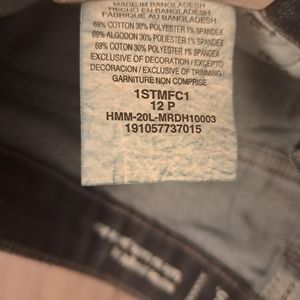 MADE IN BANGLADESH
HECHO EN BANGLADESH
FABRIQUE AU BANGLADESH
69% COTTON 30% POLYESTER 1% SPANDEX
69% ALGODON 30% POLIESTER 1% SPANDEX
69% COTON 30% POLYESTER 1% SPANDEX
EXCLUSIVE OF DECORATION / EXCEPTO
DECORACION / EXCLUSIF OF TRIMMING
GARNITURE NON COMPRISE
1STMFC1
12 P
HMM-20L-MRDH10003
191057737015